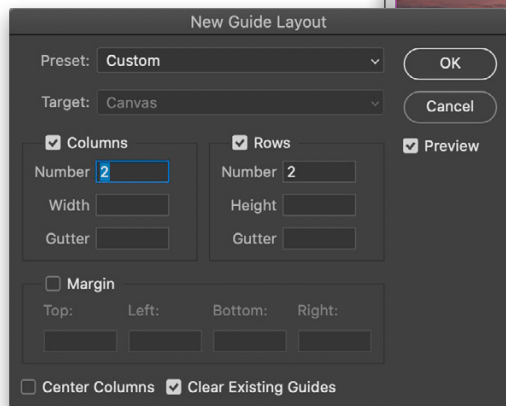 New Guide Layout
Preset: Custom
OK
Target: Canvas
Cancel
Columns
Rows
Preview
Number 2
Number 2
Width
Height
Gutter
Gutter
Margin
Top: Left: Bottom: Right:
Center Columns Clear Existing Guides